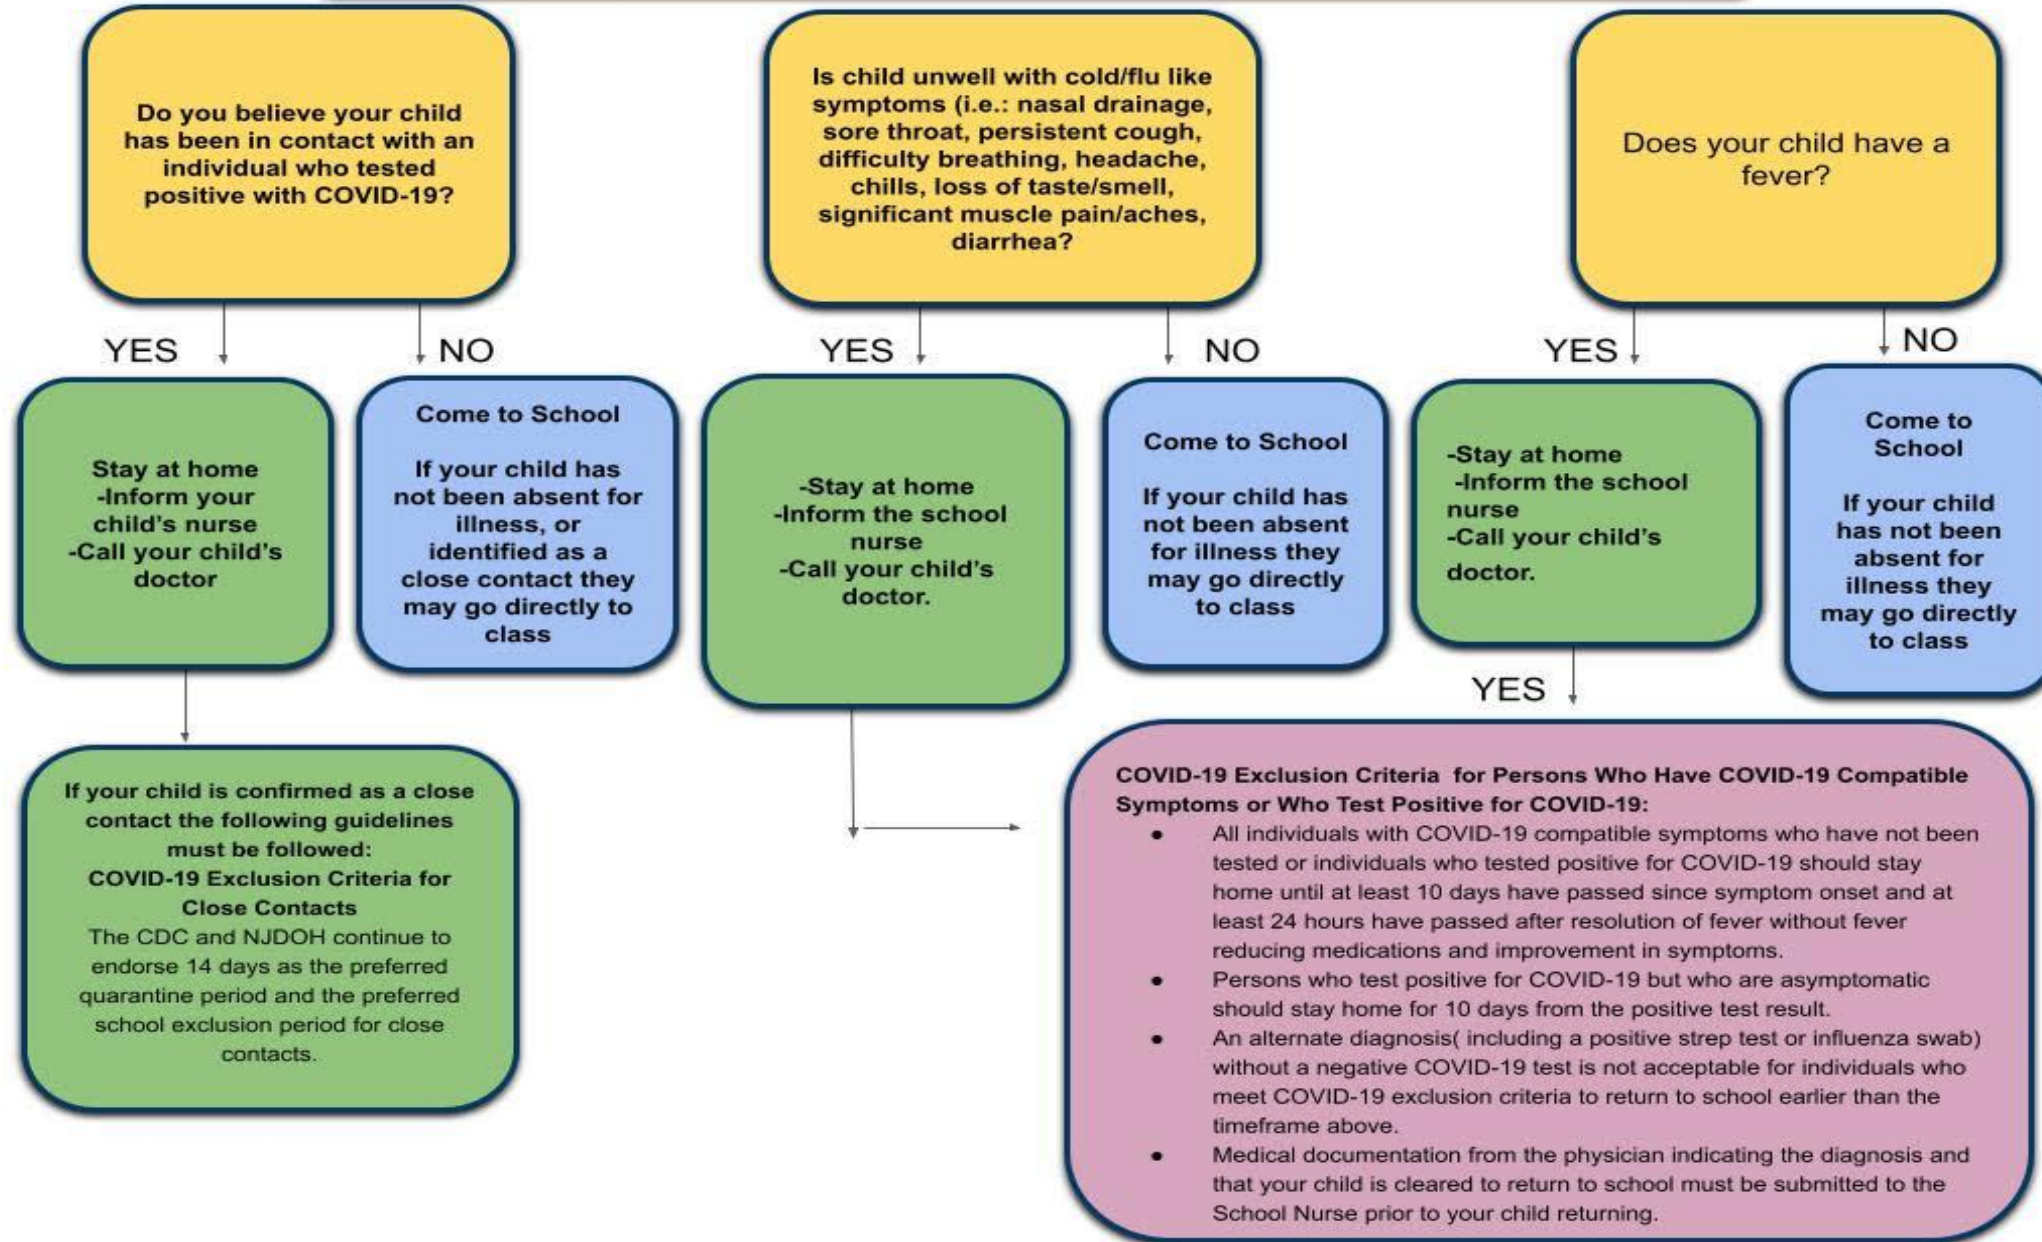 Do you believe your child
has been in contact with an
individual who tested
positive with COVID-19?
Is child unwell with cold/flu like
symptoms (i.e.: nasal drainage,
sore throat, persistent cough,
difficulty breathing, headache,
chills, loss of taste/smell,
significant muscle pain/aches,
diarrhea?
Does your child have a
fever?
YES
NO
YES
NO
YES
NO
Stay at home
-Inform your
child's nurse
-Call your child's
doctor
Come to School
If your child has
not been absent for
illness, or
identified as a
close contact they
may go directly to
class
-Stay at home
-Inform the school
nurse
-Call your child's
doctor.
Come to School
If your child has
not been absent
for illness they
may go directly
to class
-Stay at home
-Inform the school
nurse
-Call your child's
doctor.
Come to
School
If your child
has not been
absent for
illness they
may go directly
to class
YES
If your child is confirmed as a close
contact the following guidelines
must be followed:
COVID-19 Exclusion Criteria for
Close Contacts
The CDC and NJDOH continue to
endorse 14 days as the preferred
quarantine period and the preferred
school exclusion period for close
contacts.
COVID-19 Exclusion Criteria  for Persons Who Have COVID-19 Compatible
Symptoms or Who Test Positive for COVID-19:
● All individuals with COVID-19 compatible symptoms who have not been
tested or individuals who tested positive for COVID-19 should stay
home until at least 10 days have passed since symptom onset and at
least 24 hours have passed after resolution of fever without fever
reducing medications and improvement in symptoms.
● Persons who test positive for COVID-19 but who are asymptomatic
should stay home for 10 days from the positive test result.
● An alternate diagnosis( including a positive strep test or influenza swab)
without a negative COVID-19 test is not acceptable for individuals who
meet COVID-19 exclusion criteria to return to school earlier than the
timeframe above.
● Medical documentation from the physician indicating the diagnosis and
that your child is cleared to return to school must be submitted to the
School Nurse prior to your child returning.